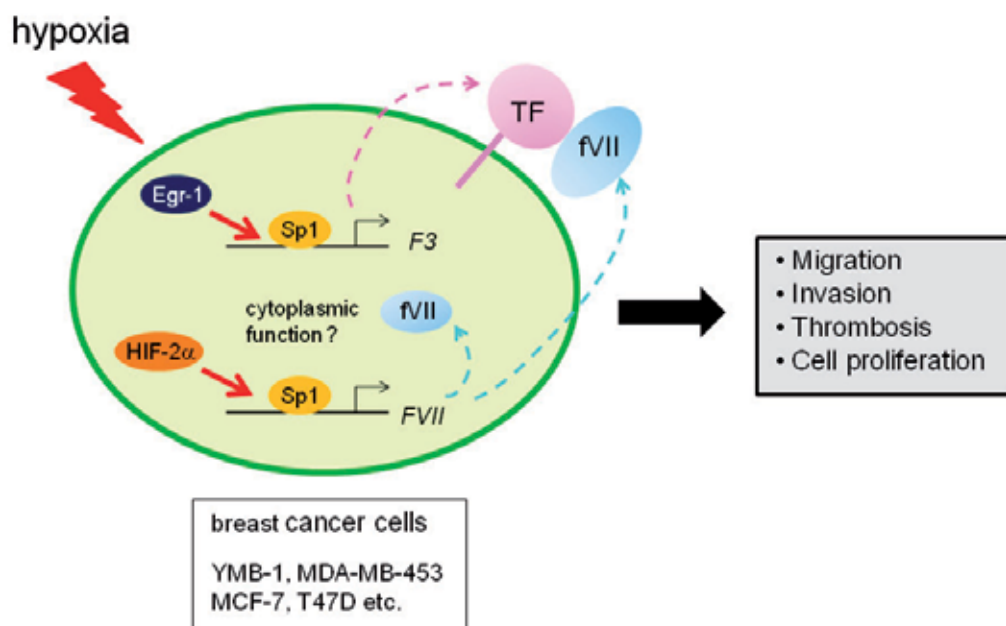 hypoxia
TF
fVII
Egr-1
Sp1
F3
cytoplasmic
function ?
fVII
HIF-2α
Sp1
FVII
• Migration
• Invasion
• Thrombosis
• Cell proliferation
breast cancer cells
YMB-1, MDA-MB-453
MCF-7, T47D etc.